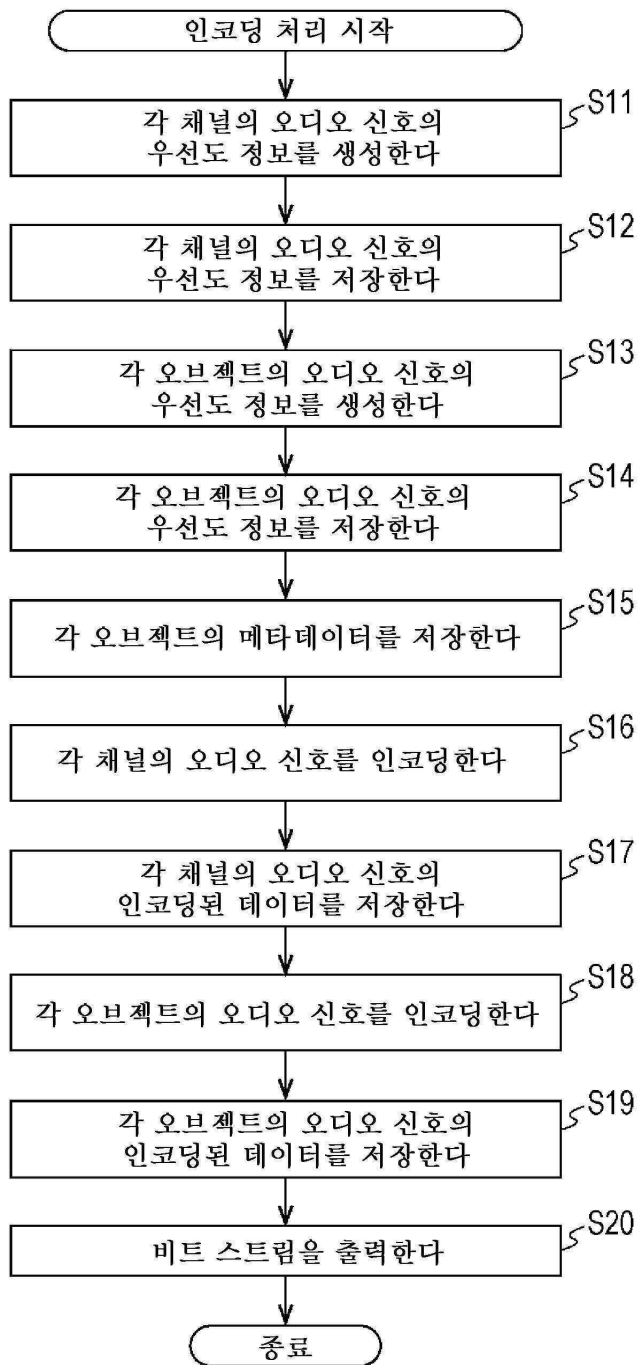 인코딩 처리 시작
S11
각 채널의 오디오 신호의
우선도 정보를 생성한다
S12
각 채널의 오디오 신호의
우선도 정보를 저장한다
S13
각 오브젝트의 오디오 신호의
우선도 정보를 생성한다
S14
각 오브젝트의 오디오 신호의
우선도 정보를 저장한다
S15
각 오브젝트의 메타데이터를 저장한다
S16
각 채널의 오디오 신호를 인코딩한다
S17
각 채널의 오디오 신호의
인코딩된 데이터를 저장한다
S18
각 오브젝트의 오디오 신호를 인코딩한다
S19
각 오브젝트의 오디오 신호의
인코딩된 데이터를 저장한다
S20
비트 스트림을 출력한다
종료